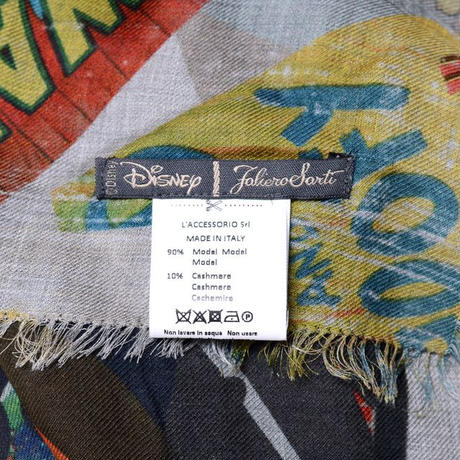 © Disney
DISNEY | Faliero Sarti
L'ACCESSORIO Srl
MADE IN ITALY
90% Modal Modal
Modal
10% Cashmere
Cashmere
Cachemire
Non lavare in acqua Non usare